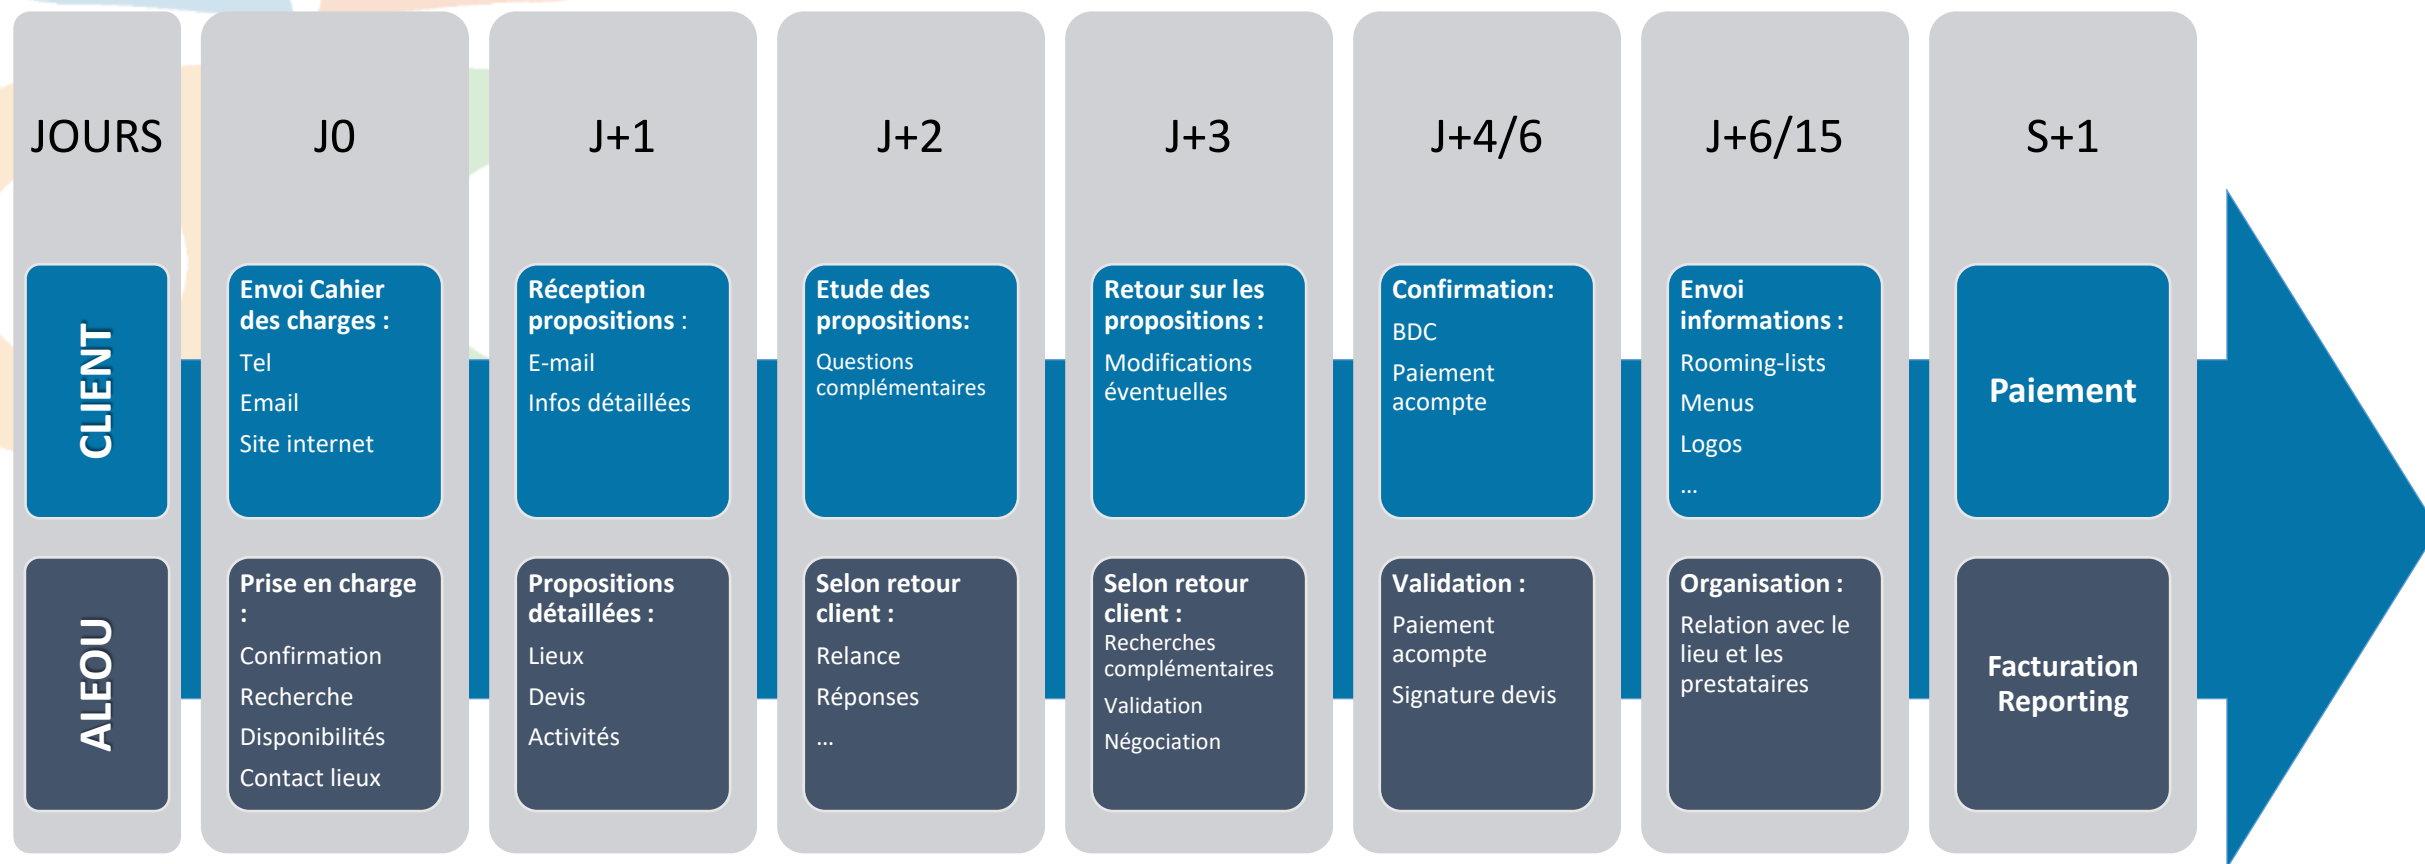 JOURS
J0
J+1
J+2
J+3
J+4/6
J+6/15
S+1
CLIENT
Envoi Cahier
des charges :
Tel
Email
Site internet
Réception
propositions :
E-mail
Infos détaillées
Etude des
propositions:
Questions
complémentaires
Retour sur les
propositions :
Modifications
éventuelles
Confirmation:
BDC
Paiement
acompte
Envoi
informations :
Rooming-lists
Menus
Logos
...
Paiement
ALEOU
Prise en charge
:
Confirmation
Recherche
Disponibilités
Contact lieux
Propositions
détaillées :
Lieux
Devis
Activités
Selon retour
client :
Relance
Réponses
...
Selon retour
client :
Recherches
complémentaires
Validation
Négociation
Validation :
Paiement
acompte
Signature devis
Organisation :
Relation avec le
lieu et les
prestataires
Facturation
Reporting